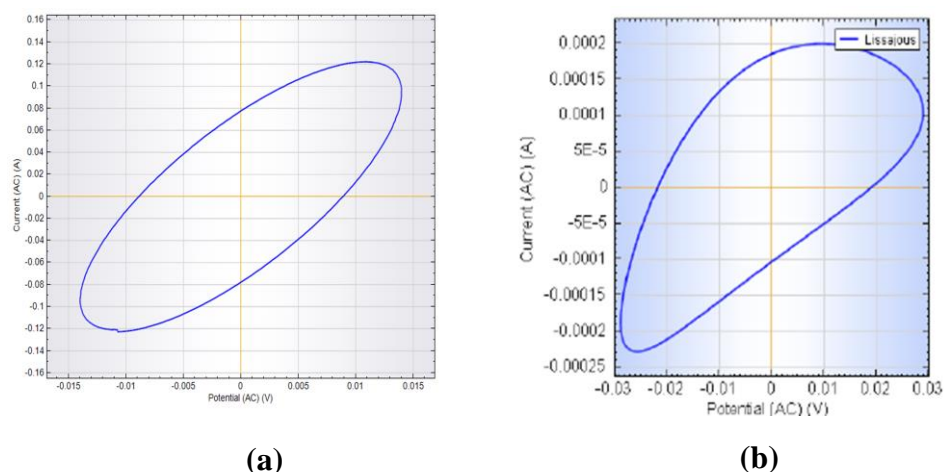 0.16
0.14
0.12
0.1
0.08
0.06
0.04
0.02
0
-0.02
-0.04
-0.06
-0.08
-0.1
-0.12
-0.14
-0.16
Current (AC) (A)
-0.015 -0.01 -0.005 0 0.005 0.01 0.015
Potential (AC) (V)
(a)
Lissajous
0.0002
0.00015
0.0001
5E-5
0
-5E-5
-0.0001
-0.00015
-0.0002
-0.00025
Current (AC) (A)
-0.03 -0.02 -0.01 0 0.01 0.02 0.03
Potential (AC) (V)
(b)